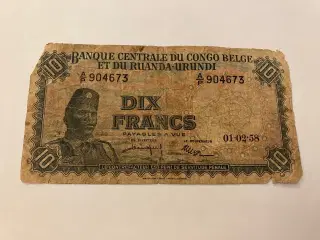 BANQUE CENTRALE DU CONGO BELGE
ET DU RUANDA-URUNDI
A/P 904673 A/P 904673
DIX
FRANCS
PAYABLES A VUE
01-02-58
10 10
10 10